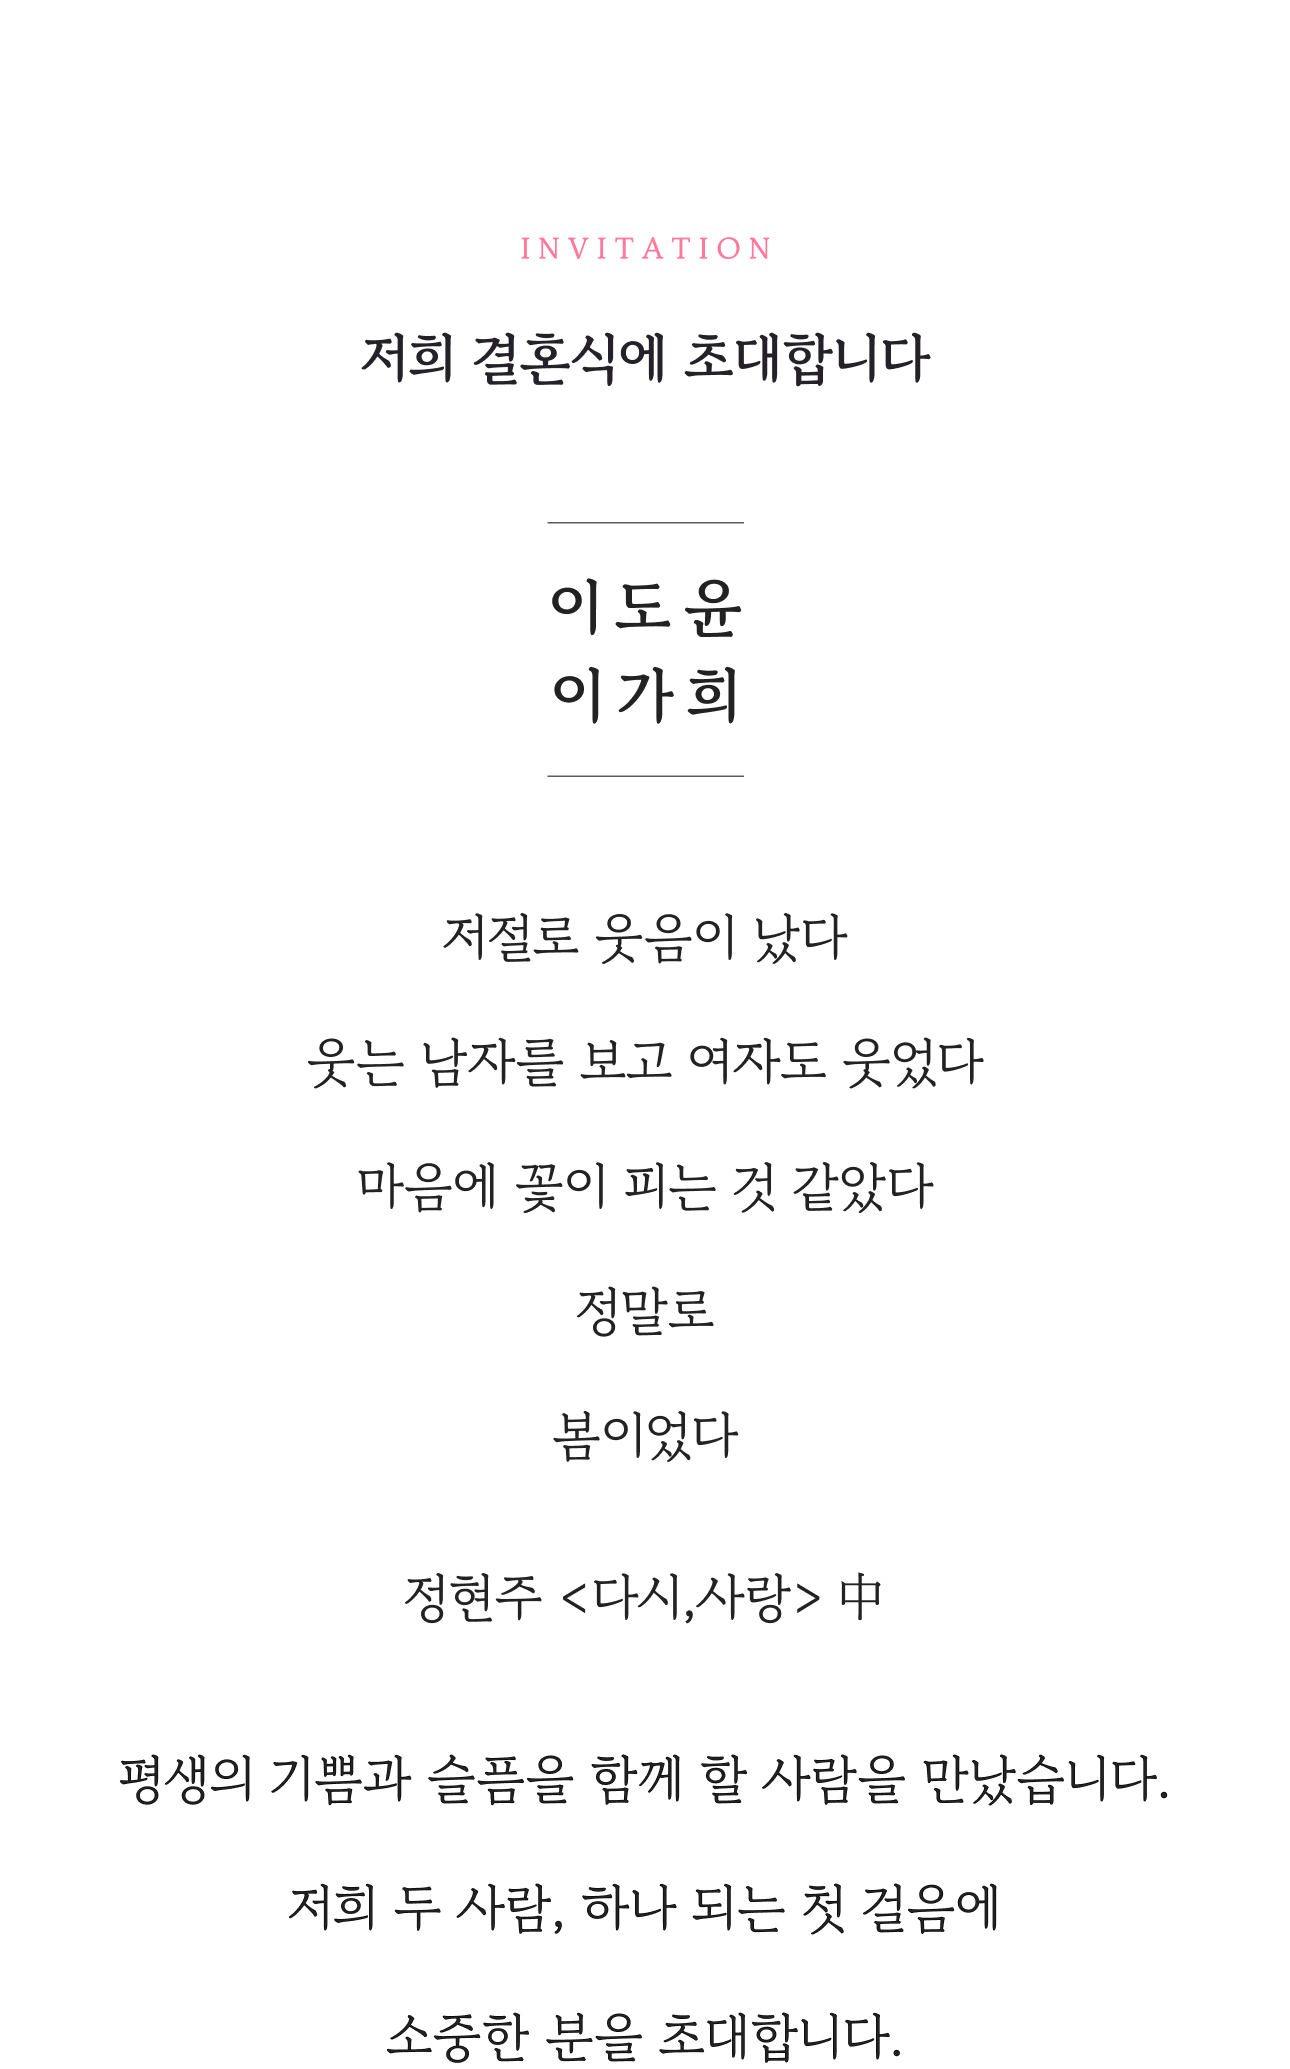 INVITATION
저희 결혼식에 초대합니다
이도윤
이가희
저절로 웃음이 났다
웃는 남자를 보고 여자도 웃었다
마음에 꽃이 피는 것 같았다
정말로
봄이었다
정현주 <다시,사랑> 中
평생의 기쁨과 슬픔을 함께 할 사람을 만났습니다.
저희 두 사람, 하나 되는 첫 걸음에
소중한 분을 초대합니다.